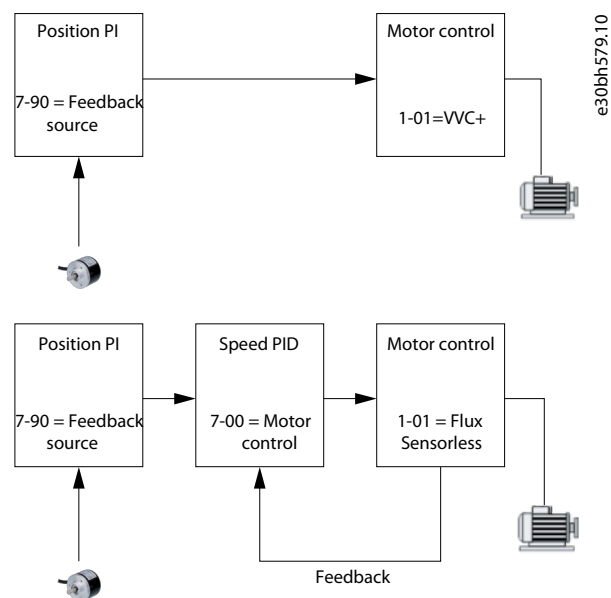 Position PI
Motor control
7-90 = Feedback
source
1-01=VVC+
e30bh579.10
Position PI
Speed PID
Motor control
7-90 = Feedback
source
7-00 = Motor
control
1-01 = Flux
Sensorless
Feedback